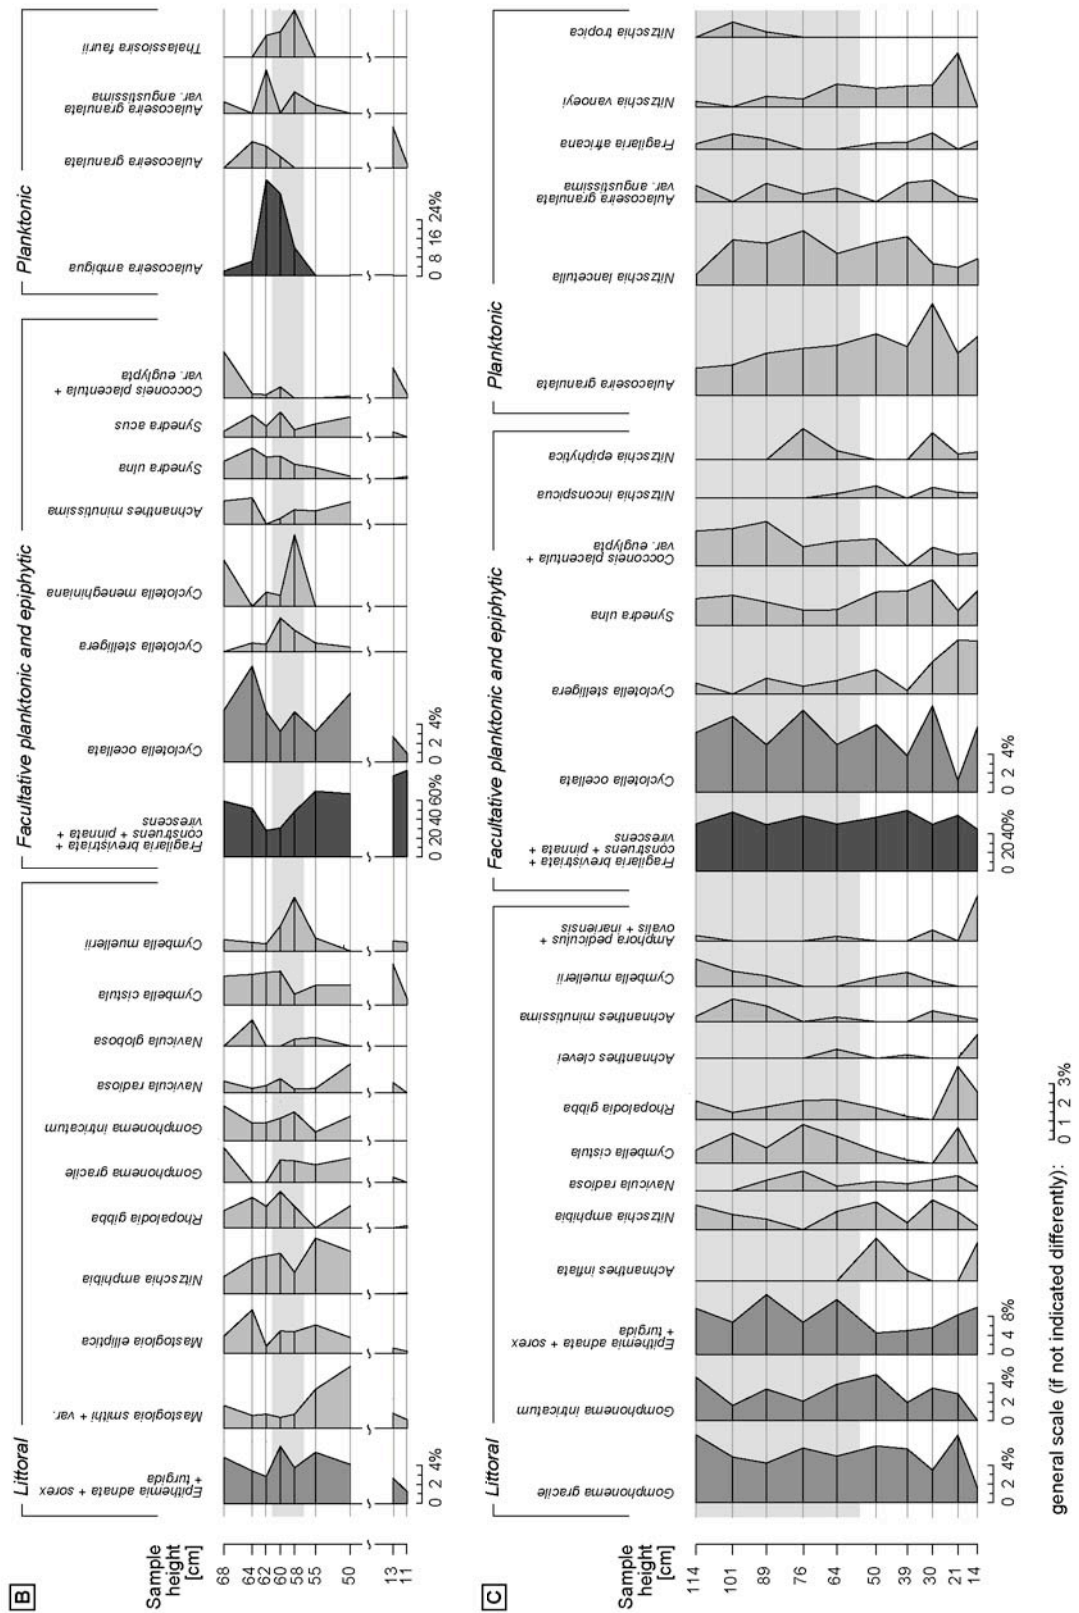 B
Littoral
Facultative planktonic and epiphytic
Planktonic
Sample
height
[cm]
Epithemia adnata + sorex
+ turgida
Mastogloia smithi + var.
Mastogloia elliptica
Nitzschia amphibia
Rhopalodia gibba
Gomphonema gracile
Gomphonema intricatum
Navicula radiosa
Navicula globosa
Cymbella cistula
Cymbella muellerii
Fragilaria brevistriata +
construens + pinnata +
virescens
Cyclotella ocellata
Cyclotella stelligera
Cyclotella meneghiniana
Achnanthes minutissima
Synedra ulna
Synedra acus
Cocconeis placentula +
var. euglypta
Aulacoseira ambigua
Aulacoseira granulata
Aulacoseira granulata
var. angustissima
Thalassiosira faurii
68
64
62
60
58
55
50
13
11
0 2 4%
0 20 40 60%
0 2 4%
0 8 16 24%
C
Littoral
Facultative planktonic and epiphytic
Planktonic
Sample
height
[cm]
Gomphonema gracile
Gomphonema intricatum
Epithemia adnata + sorex
+ turgida
Achnanthes inflata
Nitzschia amphibia
Navicula radiosa
Cymbella cistula
Rhopalodia gibba
Achnanthes clevei
Achnanthes minutissima
Cymbella muellerii
Amphora pediculus +
ovalis + inariensis
Fragilaria brevistriata +
construens + pinnata +
virescens
Cyclotella ocellata
Cyclotella stelligera
Synedra ulna
Cocconeis placentula +
var. euglypta
Nitzschia inconspicua
Nitzschia epiphytica
Aulacoseira granulata
Nitzschia lancetulla
Aulacoseira granulata
var. angustissima
Fragilaria africana
Nitzschia vanoeyi
Nitzschia tropica
114
101
89
76
64
50
39
30
21
14
0 2 4%
0 2 4%
0 4 8%
0 20 40%
0 2 4%
general scale (if not indicated differently): 0 1 2 3%